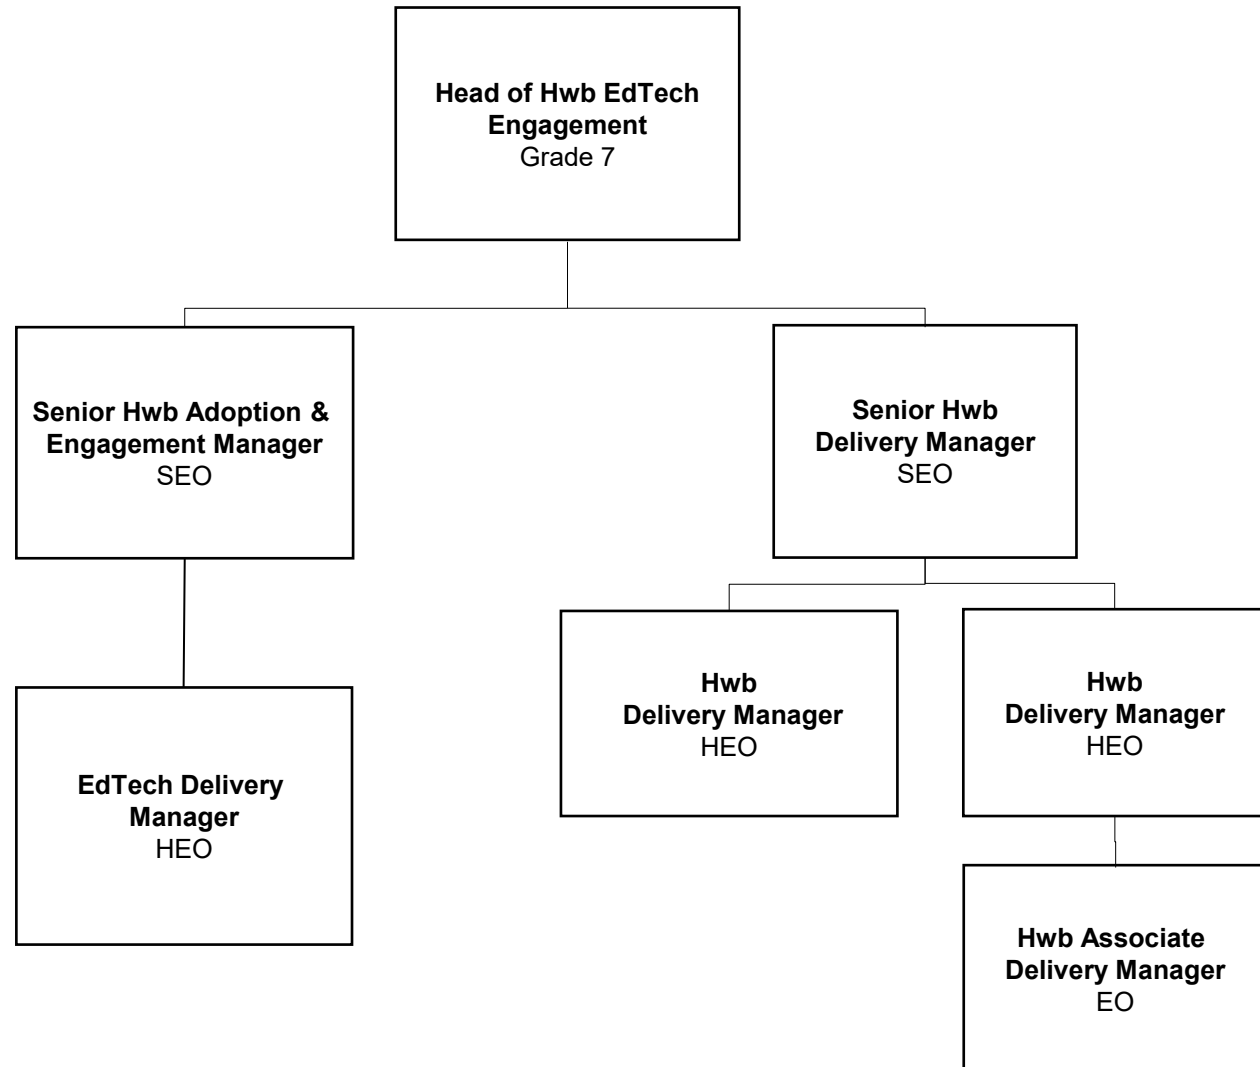 Head of Hwb EdTech
Engagement
Grade 7
Senior Hwb Adoption &
Engagement Manager
SEO
Senior Hwb
Delivery Manager
SEO
EdTech Delivery
Manager
HEO
Hwb
Delivery Manager
HEO
Hwb
Delivery Manager
HEO
Hwb Associate
Delivery Manager
EO